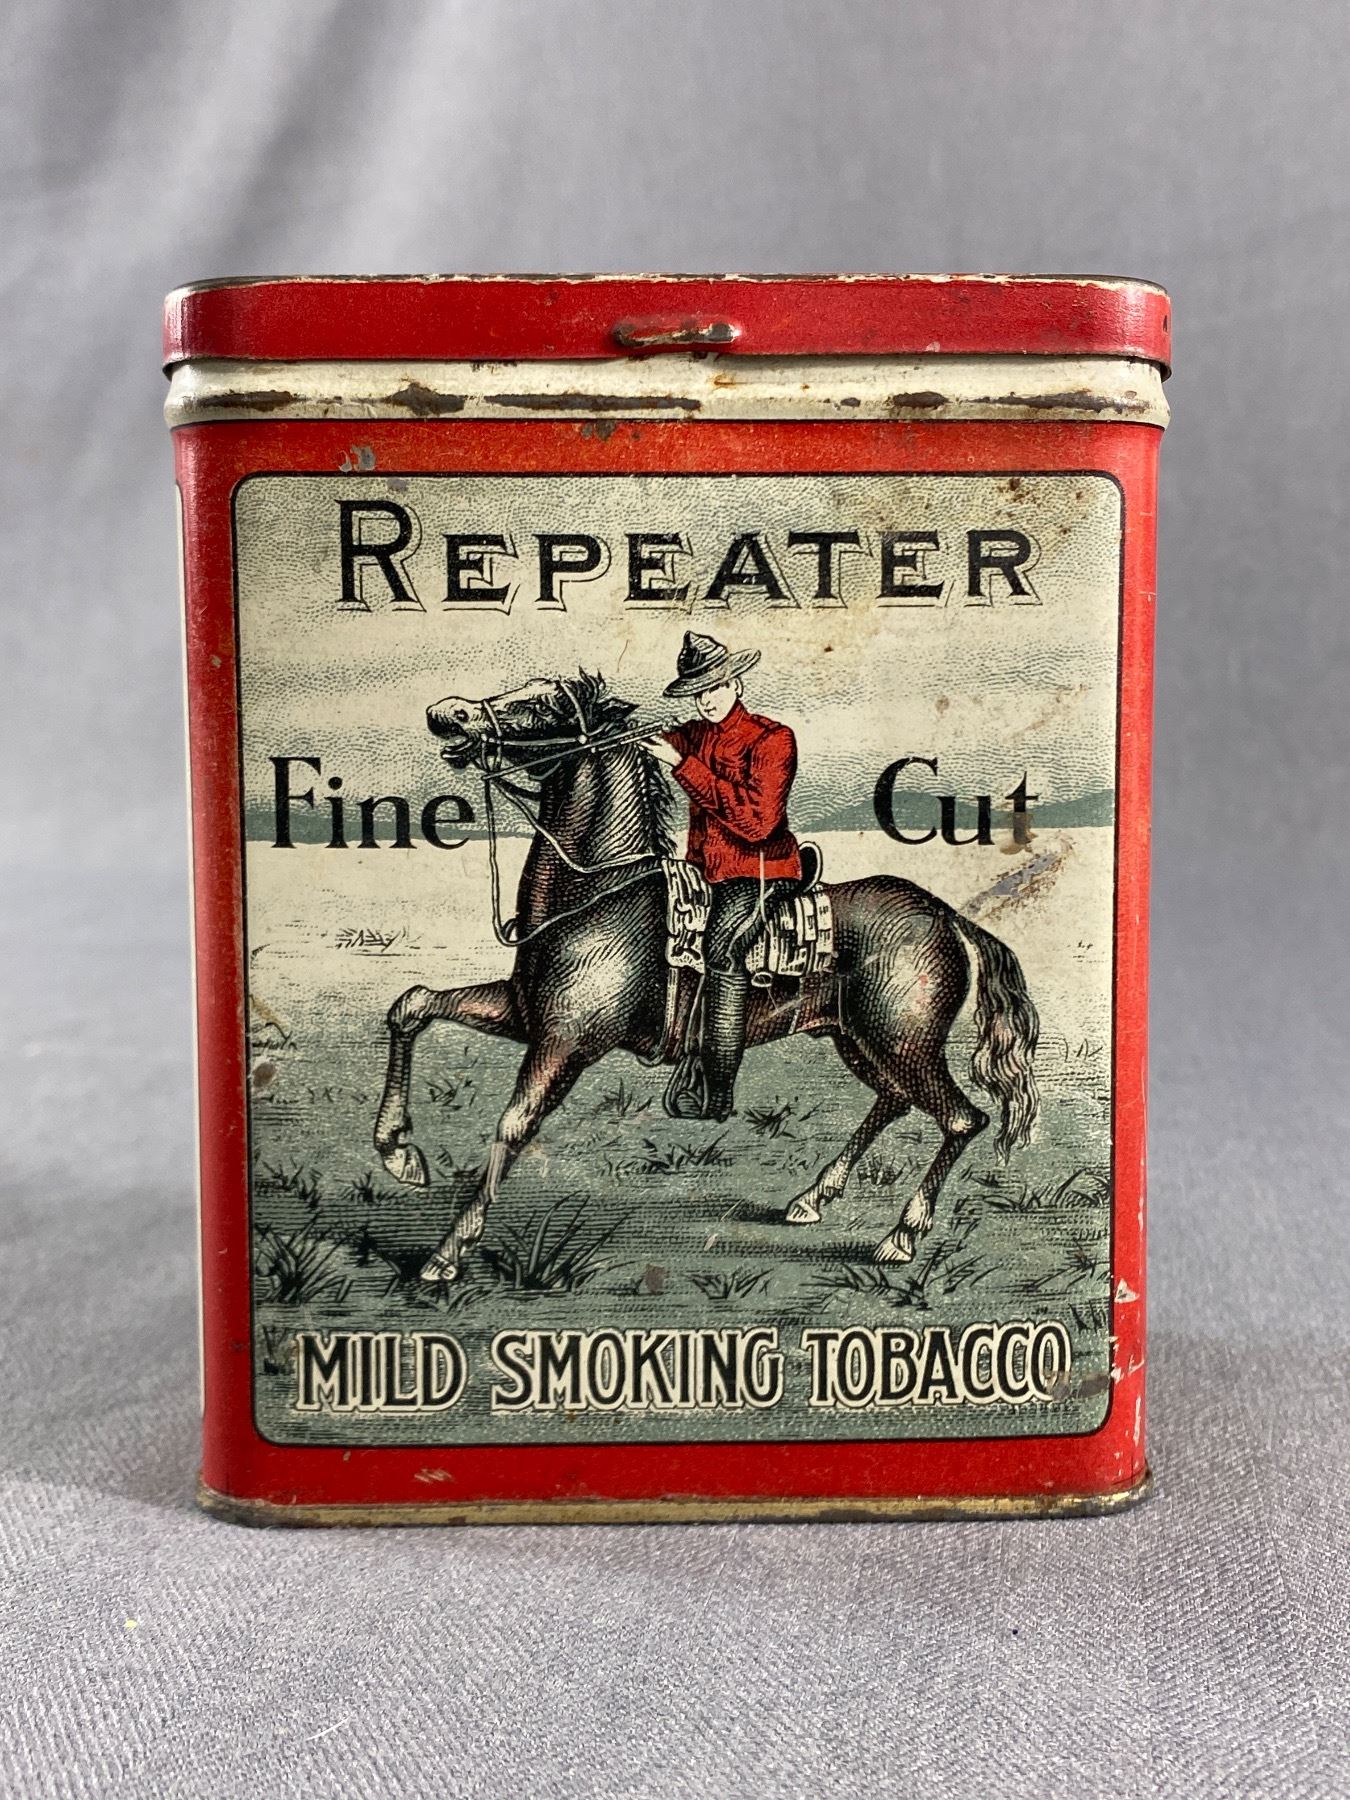 REPEATER
Fine Cut
MILD SMOKING TOBACCO